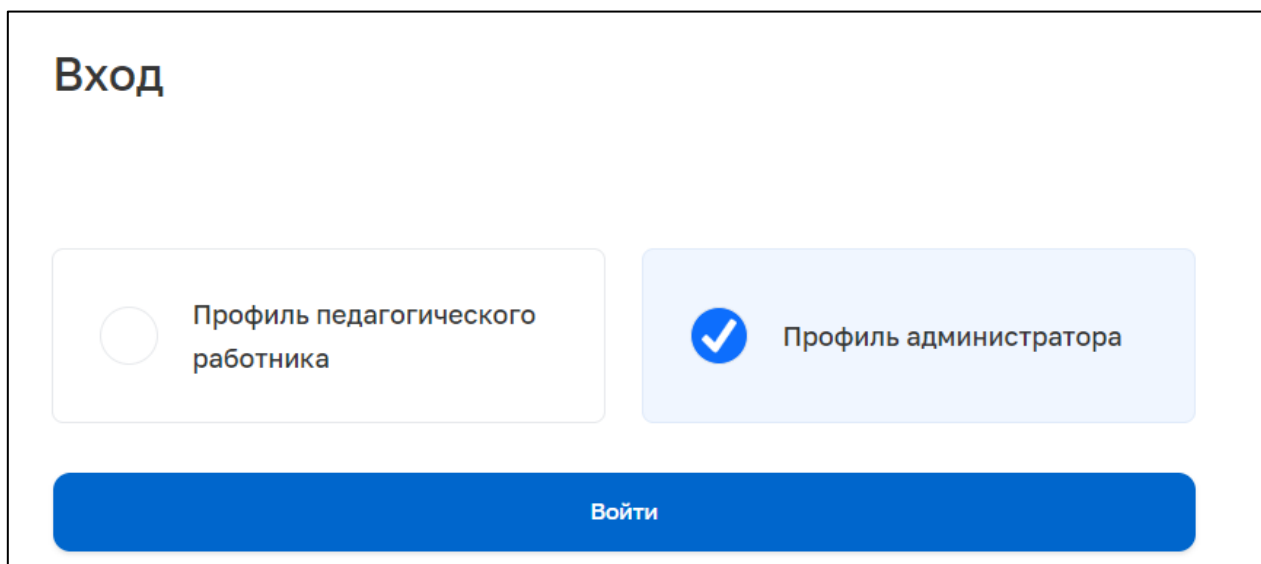 Вход
Профиль педагогического
работника
Профиль администратора
Войти